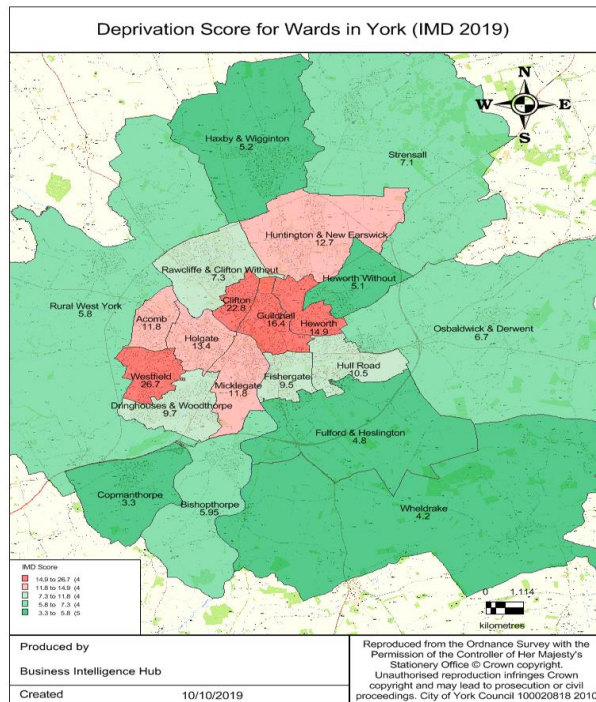 Deprivation Score for Wards in York (IMD 2019)
N
W E
S
Haxby & Wigginton
5.2
Strensall
7.1
Huntington & New Earswick
12.7
Rawcliffe & Clifton Without
7.3
Heworth Without
5.1
Rural West York
5.8
Clifton
22.8
Guildhall
16.4
Heworth
14.9
Acomb
11.8
Holgate
13.4
Osbaldwick & Derwent
6.7
Westfield
26.7
Micklegate
11.8
Fishergate
9.5
Hull Road
10.5
Dringhouses & Woodthorpe
9.7
Fulford & Heslington
4.8
Copmanthorpe
3.3
Bishopthorpe
5.95
Wheldrake
4.2
IMD Score
14.9 to 26.7 (4
11.8 to 14.9 (4
7.3 to 11.8 (4
5.8 to 7.3 (4
3.3 to 5.8 (5
0 1.114
kilometres
Produced by
Business Intelligence Hub
Created 10/10/2019
Reproduced from the Ordnance Survey with the
Permission of the Controller of Her Majesty's
Stationery Office © Crown copyright.
Unauthorised reproduction infringes Crown
copyright and may lead to prosecution or civil
proceedings. City of York Council 100020818 2010